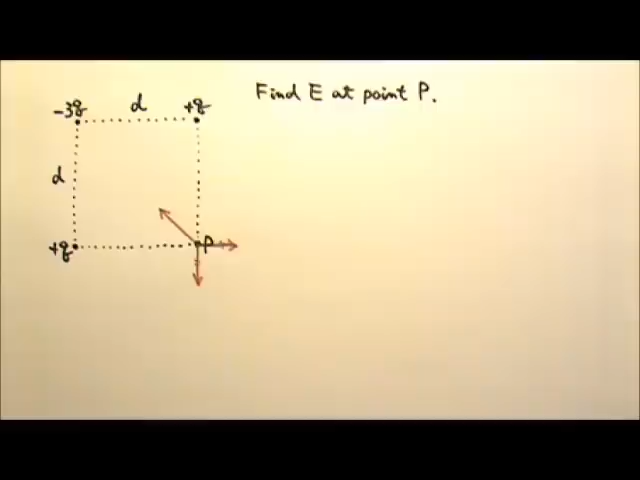 Find E at point P.
-3q d +q
d
+q P